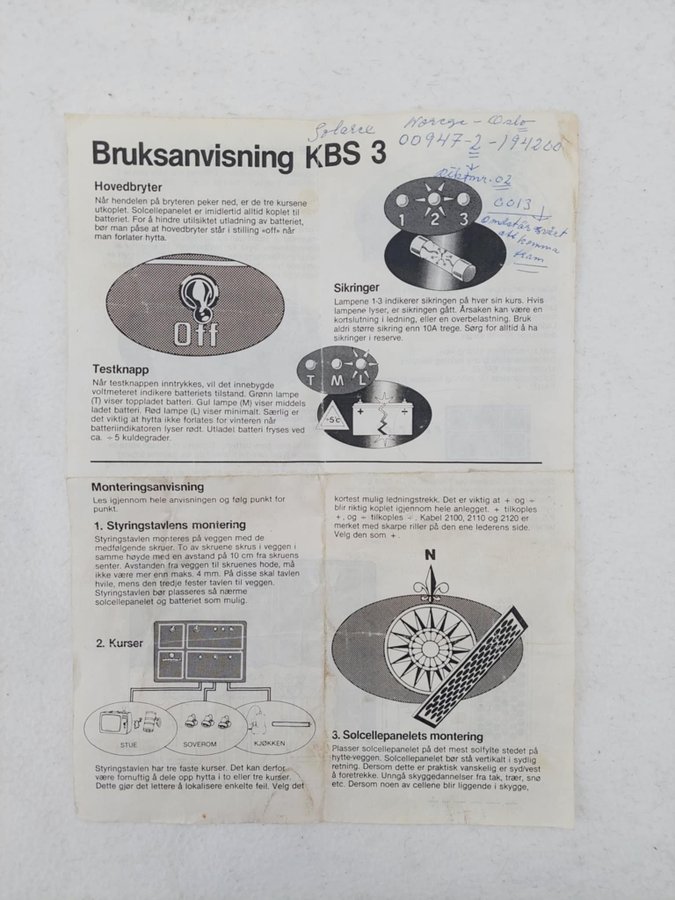 Solarex
Norega - Oslo
00947-2-194200
Riktnr. 02
0013
att komma
fram
Bruksanvisning KBS 3
Hovedbryter
Når hendelen på bryteren peker ned, er de tre kursene
utkoplet. Solcellepanelet er imidlertid alltid koplet til
batteriet. For å hindre utilsiktet utladning av batteriet,
bør man påse at hovedbryter står i stilling «off» når
man forlater hytta.
Off
Testknapp
Når testknappen inntrykkes, vil det innebygde
voltmeteret indikere batteriets tilstand. Grønn lampe
(T) viser toppladet batteri. Gul lampe (M) viser middels
ladet batteri. Rød lampe (L) viser minimalt. Særlig er
det viktig at hytta ikke forlates for vinteren når
batteriindikatoren lyser rødt. Utladet batteri fryses ved
ca. ÷ 5 kuldegrader.
1 2 3
Sikringer
Lampene 1-3 indikerer sikringen på hver sin kurs. Hvis
lampene lyser, er sikringen gått. Årsaken kan være en
kortslutning i ledning, eller en overbelastning. Bruk
aldri større sikring enn 10A trege. Sørg for alltid å ha
sikringer i reserve.
T M L
-5°c
+ ÷
Monteringsanvisning
Les igjennom hele anvisningen og følg punkt for
punkt.
1. Styringstavlens montering
Styringstavlen monteres på veggen med de
medfølgende skruer. To av skruene skrus i veggen i
samme høyde med en avstand på 10 cm fra skruens
senter. Avstanden fra veggen til skruenes hode, må
ikke være mer enn maks. 4 mm. På disse skal tavlen
hvile, mens den tredje fester tavlen til veggen.
Styringstavlen bør plasseres så nærme
solcellepanelet og batteriet som mulig.
2. Kurser
STUE SOVEROM KJØKKEN
Styringstavlen har tre faste kurser. Det kan derfor
være fornuftig å dele opp hytta i to eller tre kurser.
Dette gjør det lettere å lokalisere enkelte feil. Velg det
kortest mulig ledningstrekk. Det er viktig at + og ÷
blir riktig koplet igjennom hele anlegget. + tilkoples
+, og ÷ tilkoples ÷. Kabel 2100, 2110 og 2120 er
merket med skarpe riller på den ene lederens side.
Velg den som +.
N
3. Solcellepanelets montering
Plasser solcellepanelet på det mest solfylte stedet på
hytte-veggen. Solcellepanelet bør stå vertikalt i sydlig
retning. Dersom dette er praktisk vanskelig er syd/vest
å foretrekke. Unngå skyggedannelser fra tak, trær, snø
etc. Dersom noen av cellene blir liggende i skygge,